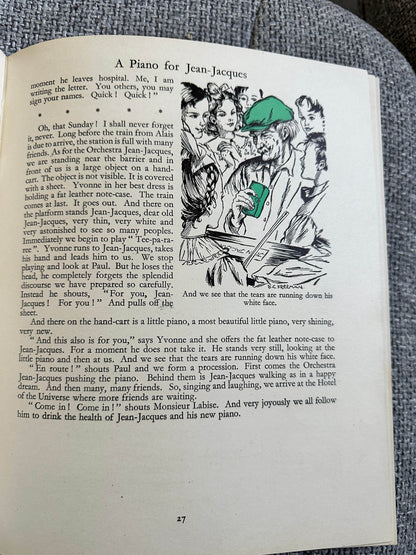 A Piano for Jean-Jacques
moment he leaves hospital. Me, I am
writing the letter. You others, you may
sign your names. Quick! Quick!"
* * * * *
Oh, that Sunday! I shall never forget
it, never. Long before the train from Alais
is due to arrive, the station is full with many
friends. As for the Orchestra Jean-Jacques,
we are standing near the barrier and in
front of us is a large object on a hand-
cart. The object is not visible. It is covered
with a sheet. Yvonne in her best dress is
holding a fat leather note-case. The train
comes at last. It goes out. And there on
the platform stands Jean-Jacques, dear old
Jean-Jacques, very thin, very white and
very astonished to see so many peoples.
Immediately we begin to play "Tee-pa-ra-
ree". Yvonne runs to Jean-Jacques, takes
his hand and leads him to us. We stop
playing and look at Paul. But he loses the
head, he completely forgets the splendid
discourse we have prepared so carefully.
Instead he shouts, "For you, Jean-
Jacques! For you!" And pulls off the
sheet.
E.C. FREEMAN
And we see that the tears are running down his
white face.
And there on the hand-cart is a little piano, a most beautiful little piano, very shining,
very new.
"And this also is for you," says Yvonne and she offers the fat leather note-case to
Jean-Jacques. For a moment he does not take it. He stands very still, looking at the
little piano and then at us. And we see that the tears are running down his white face.
"En route!" shouts Paul and we form a procession. First comes the Orchestra
Jean-Jacques pushing the piano. Behind them is Jean-Jacques walking as in a happy
dream. And then many, many friends. So, singing and laughing, we arrive at the Hotel
of the Universe where more friends are waiting.
"Come in! Come in!" shouts Monsieur Labise. And very joyously we all follow
him to drink the health of Jean-Jacques and his new piano.
27